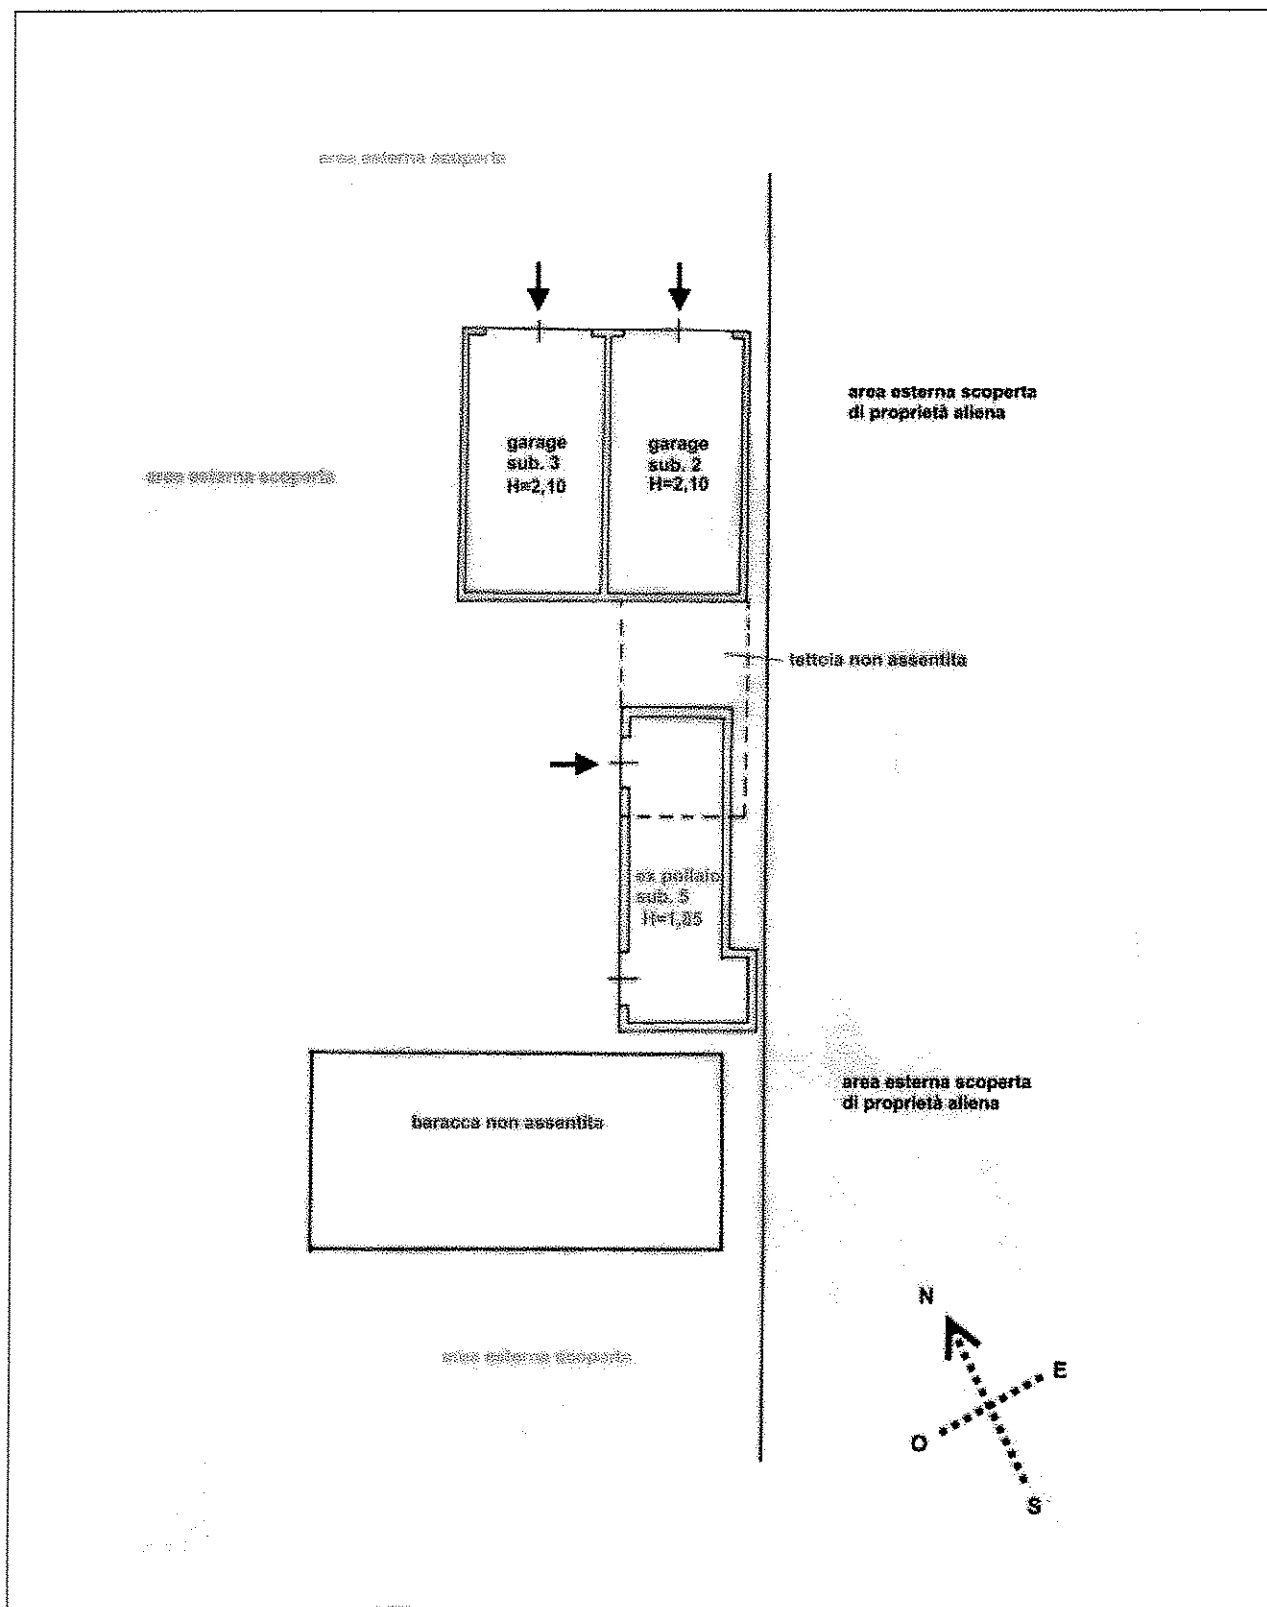 area esterna scoperta
area esterna scoperta
di proprietà aliena
garage
sub. 3
H=2,10
garage
sub. 2
H=2,10
area esterna scoperta
tettoia non assentita
ex pollaio
sub. 5
H=1,85
area esterna scoperta
di proprietà aliena
baracca non assentita
N
E
O
S
area esterna scoperta